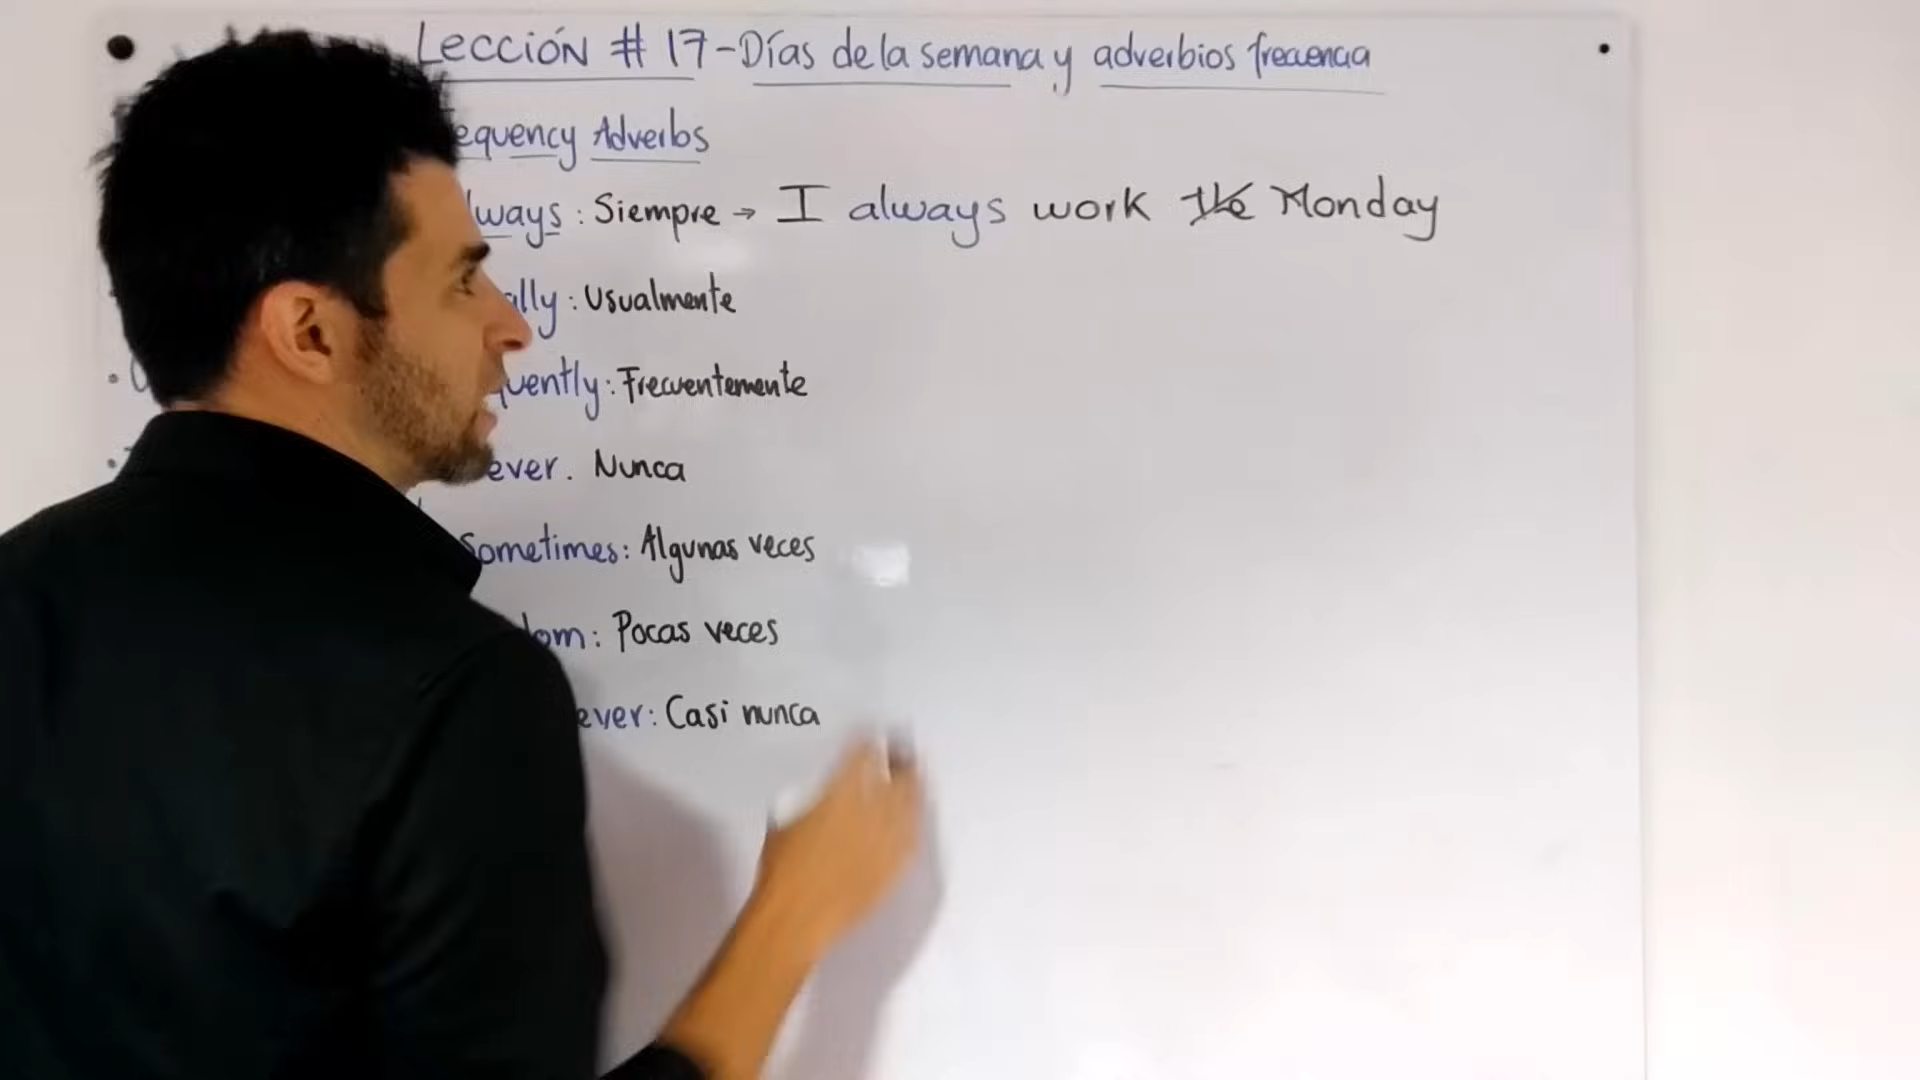 Lección # 17-Días de la semana y adverbios frecuencia
equency Adverbs
lways : Siempre → I always work the Monday
ally : Usualmente
quently : Frecuentemente
ever. Nunca
Sometimes : Algunas veces
dom : Pocas veces
ever : Casi nunca